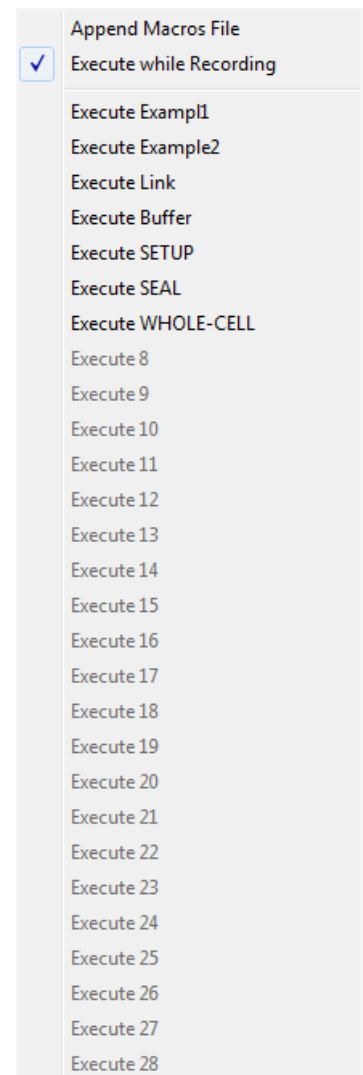 Append Macros File
Execute while Recording
Execute Exampl1
Execute Example2
Execute Link
Execute Buffer
Execute SETUP
Execute SEAL
Execute WHOLE-CELL
Execute 8
Execute 9
Execute 10
Execute 11
Execute 12
Execute 13
Execute 14
Execute 15
Execute 16
Execute 17
Execute 18
Execute 19
Execute 20
Execute 21
Execute 22
Execute 23
Execute 24
Execute 25
Execute 26
Execute 27
Execute 28